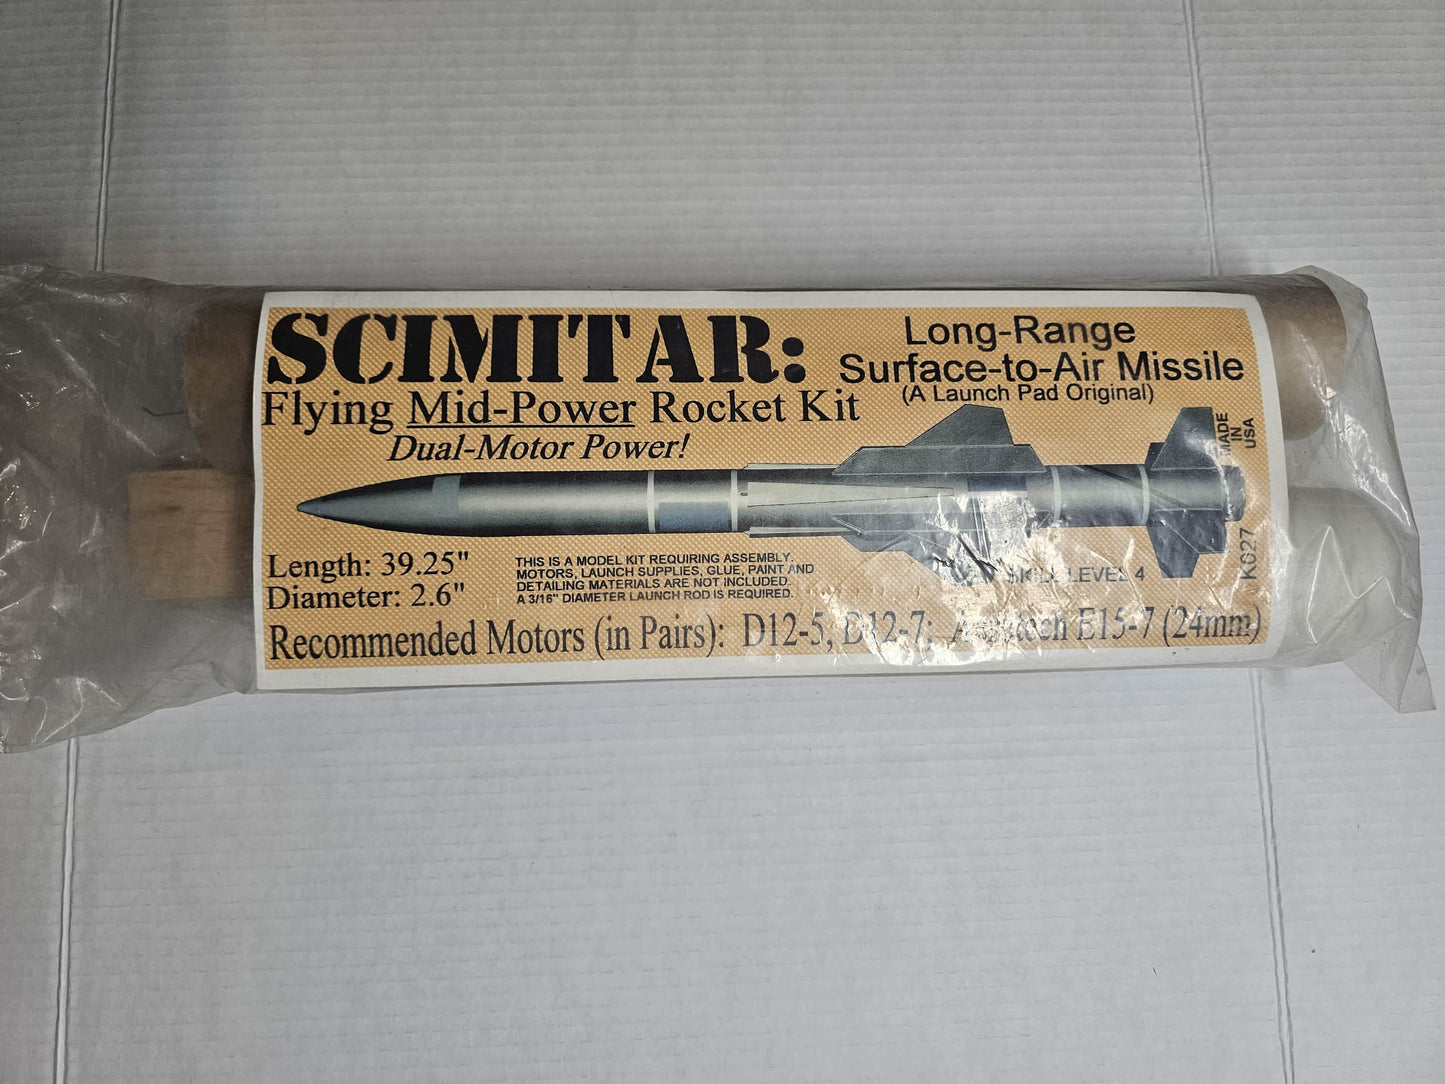 SCIMITAR:
Long-Range
Surface-to-Air Missile
(A Launch Pad Original)
Flying Mid-Power Rocket Kit
Dual-Motor Power!
MADE
IN
USA
Length: 39.25"
Diameter: 2.6"
THIS IS A MODEL KIT REQUIRING ASSEMBLY.
MOTORS, LAUNCH SUPPLIES, GLUE, PAINT AND
DETAILING MATERIALS ARE NOT INCLUDED.
A 3/16" DIAMETER LAUNCH ROD IS REQUIRED.
SKILL LEVEL 4
Recommended Motors (in Pairs): D12-5, D12-7; E15-7 (24mm)